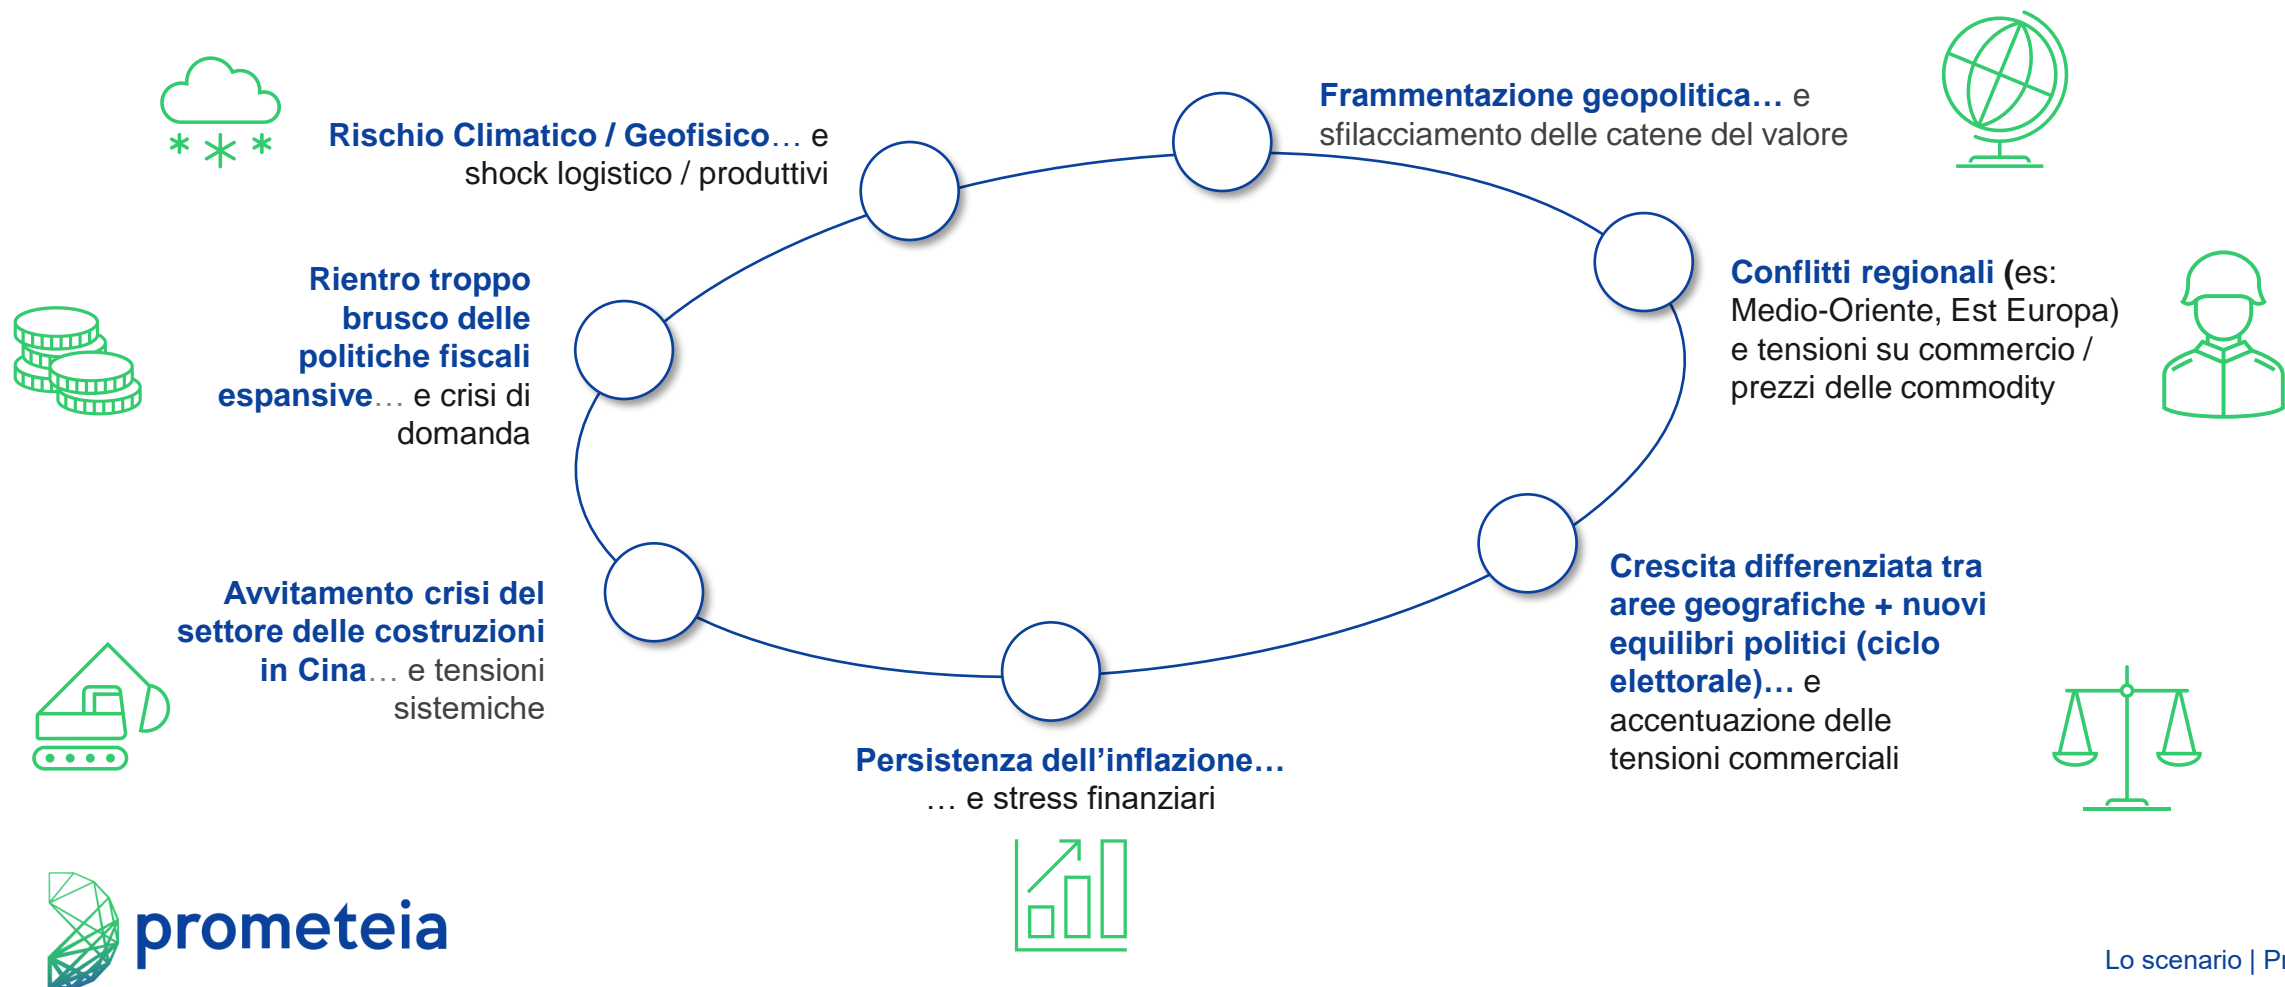 Rischio Climatico / Geofisico… e
shock logistico / produttivi
Frammentazione geopolitica… e
sfilacciamento delle catene del valore
Rientro troppo
brusco delle
politiche fiscali
espansive… e crisi di
domanda
Conflitti regionali (es:
Medio-Oriente, Est Europa)
e tensioni su commercio /
prezzi delle commodity
Avvitamento crisi del
settore delle costruzioni
in Cina… e tensioni
sistemiche
Crescita differenziata tra
aree geografiche + nuovi
equilibri politici (ciclo
elettorale)… e
accentuazione delle
tensioni commerciali
Persistenza dell’inflazione…
… e stress finanziari
prometeia
Lo scenario |